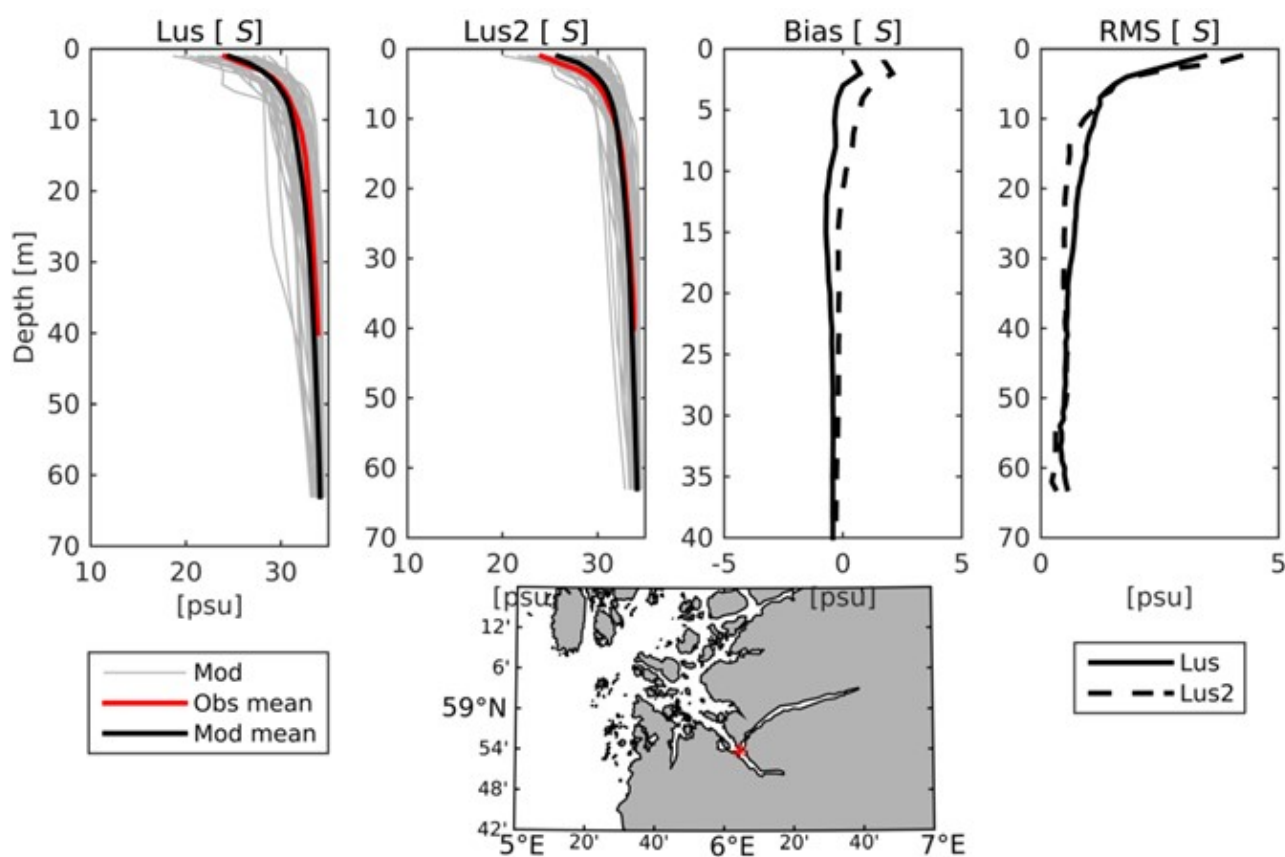 Lus [ S]
Lus2 [ S]
Bias [ S]
RMS [ S]
Depth [m]
0
10
20
30
40
50
60
70
10
20
30
[psu]
0
10
20
30
40
50
60
70
10
20
30
[psu]
0
5
10
15
20
25
30
35
40
-5
0
5
[psu]
0
10
20
30
40
50
60
70
0
5
[psu]
Mod
Obs mean
Mod mean
12'
6'
59°N
54'
48'
42'
5°E
20'
40'
6°E
20'
40'
7°E
Lus
Lus2